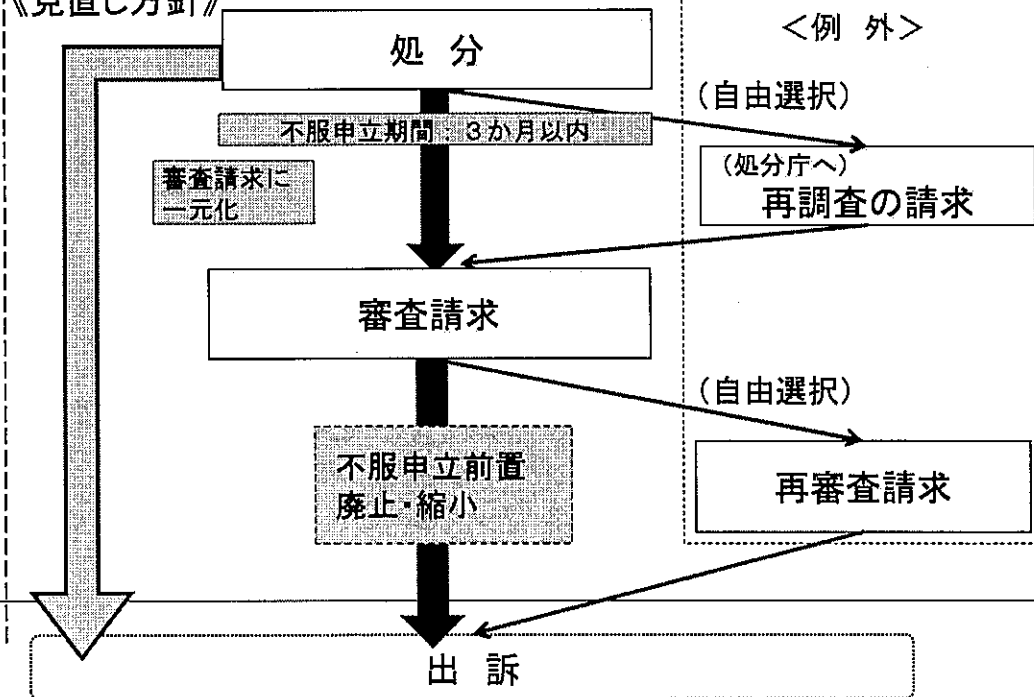 《見直し方針》
＜例 外＞
処 分
(自由選択)
不服申立期間：3か月以内
(処分庁へ)
再調査の請求
審査請求に
一元化
審査請求
(自由選択)
不服申立前置
廃止・縮小
再審査請求
出 訴